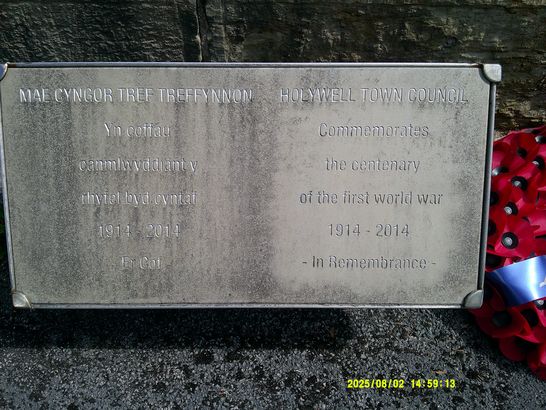 MAE CYNGOR TREF TREFFYNNON
Yn coffau
canmlwyddiant y
rhyfel byd cyntaf
1914 - 2014
Er Cof
HOLYWELL TOWN COUNCIL
Commemorates
the centenary
of the first world war
1914 - 2014
- In Remembrance -
2025/08/02 14:59:13